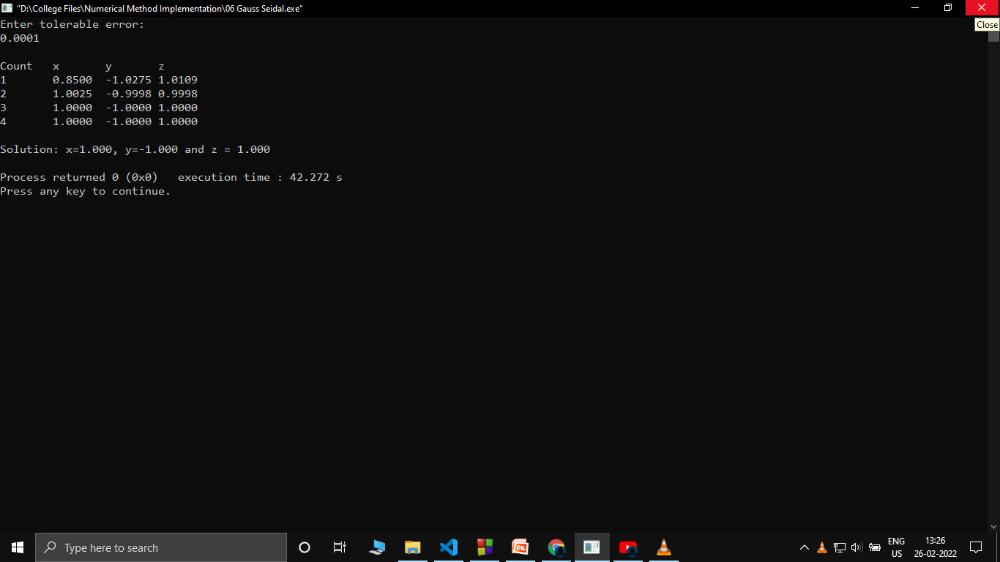 "D:\College Files\Numerical Method Implementation\06 Gauss Seidal.exe"
Close
Enter tolerable error:
0.0001
Count x y z
1 0.8500 -1.0275 1.0109
2 1.0025 -0.9998 0.9998
3 1.0000 -1.0000 1.0000
4 1.0000 -1.0000 1.0000
Solution: x=1.000, y=-1.000 and z = 1.000
Process returned 0 (0x0) execution time : 42.272 s
Press any key to continue.
Type here to search
ENG
US
13:26
26-02-2022